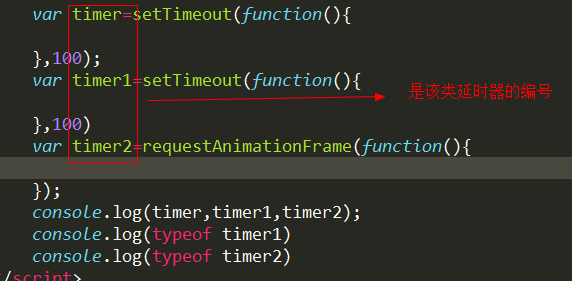 var timer=setTimeout(function(){
},100);
var timer1=setTimeout(function(){
是该类延时器的编号
},100)
var timer2=requestAnimationFrame(function(){
});
console.log(timer,timer1,timer2);
console.log(typeof timer1)
console.log(typeof timer2)
/script>